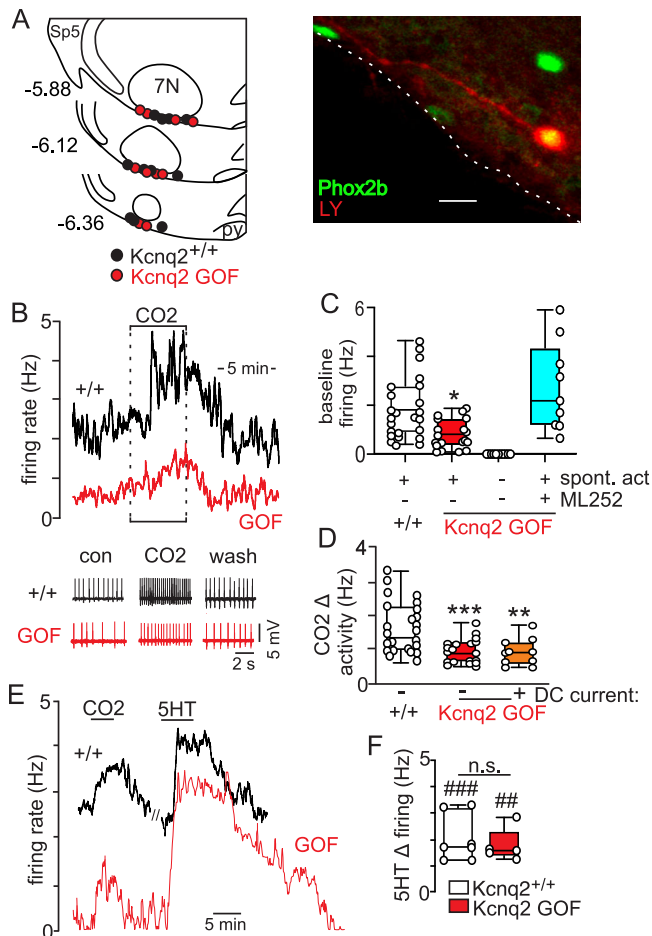 A
Sp5
7N
-5.88
-6.12
-6.36
py
Kcnq2+/+
Kcnq2 GOF
Phox2b
LY
B
CO2
5
firing rate (Hz)
+/+
5 min
0
GOF
con CO2 wash
+/+
GOF
5 mV
2 s
C
6
baseline
firing (Hz)
*
0
+ + - + spont. act
- - - + ML252
+/+ Kcnq2 GOF
D
4
CO2 Δ
activity (Hz)
2
*** **
0
- - + DC current:
+/+ Kcnq2 GOF
E
5
CO2 5HT
+/+
//
firing rate (Hz)
GOF
0
5 min
F
5
n.s.
### ##
5HT Δ firing (Hz)
0
Kcnq2+/+
Kcnq2 GOF